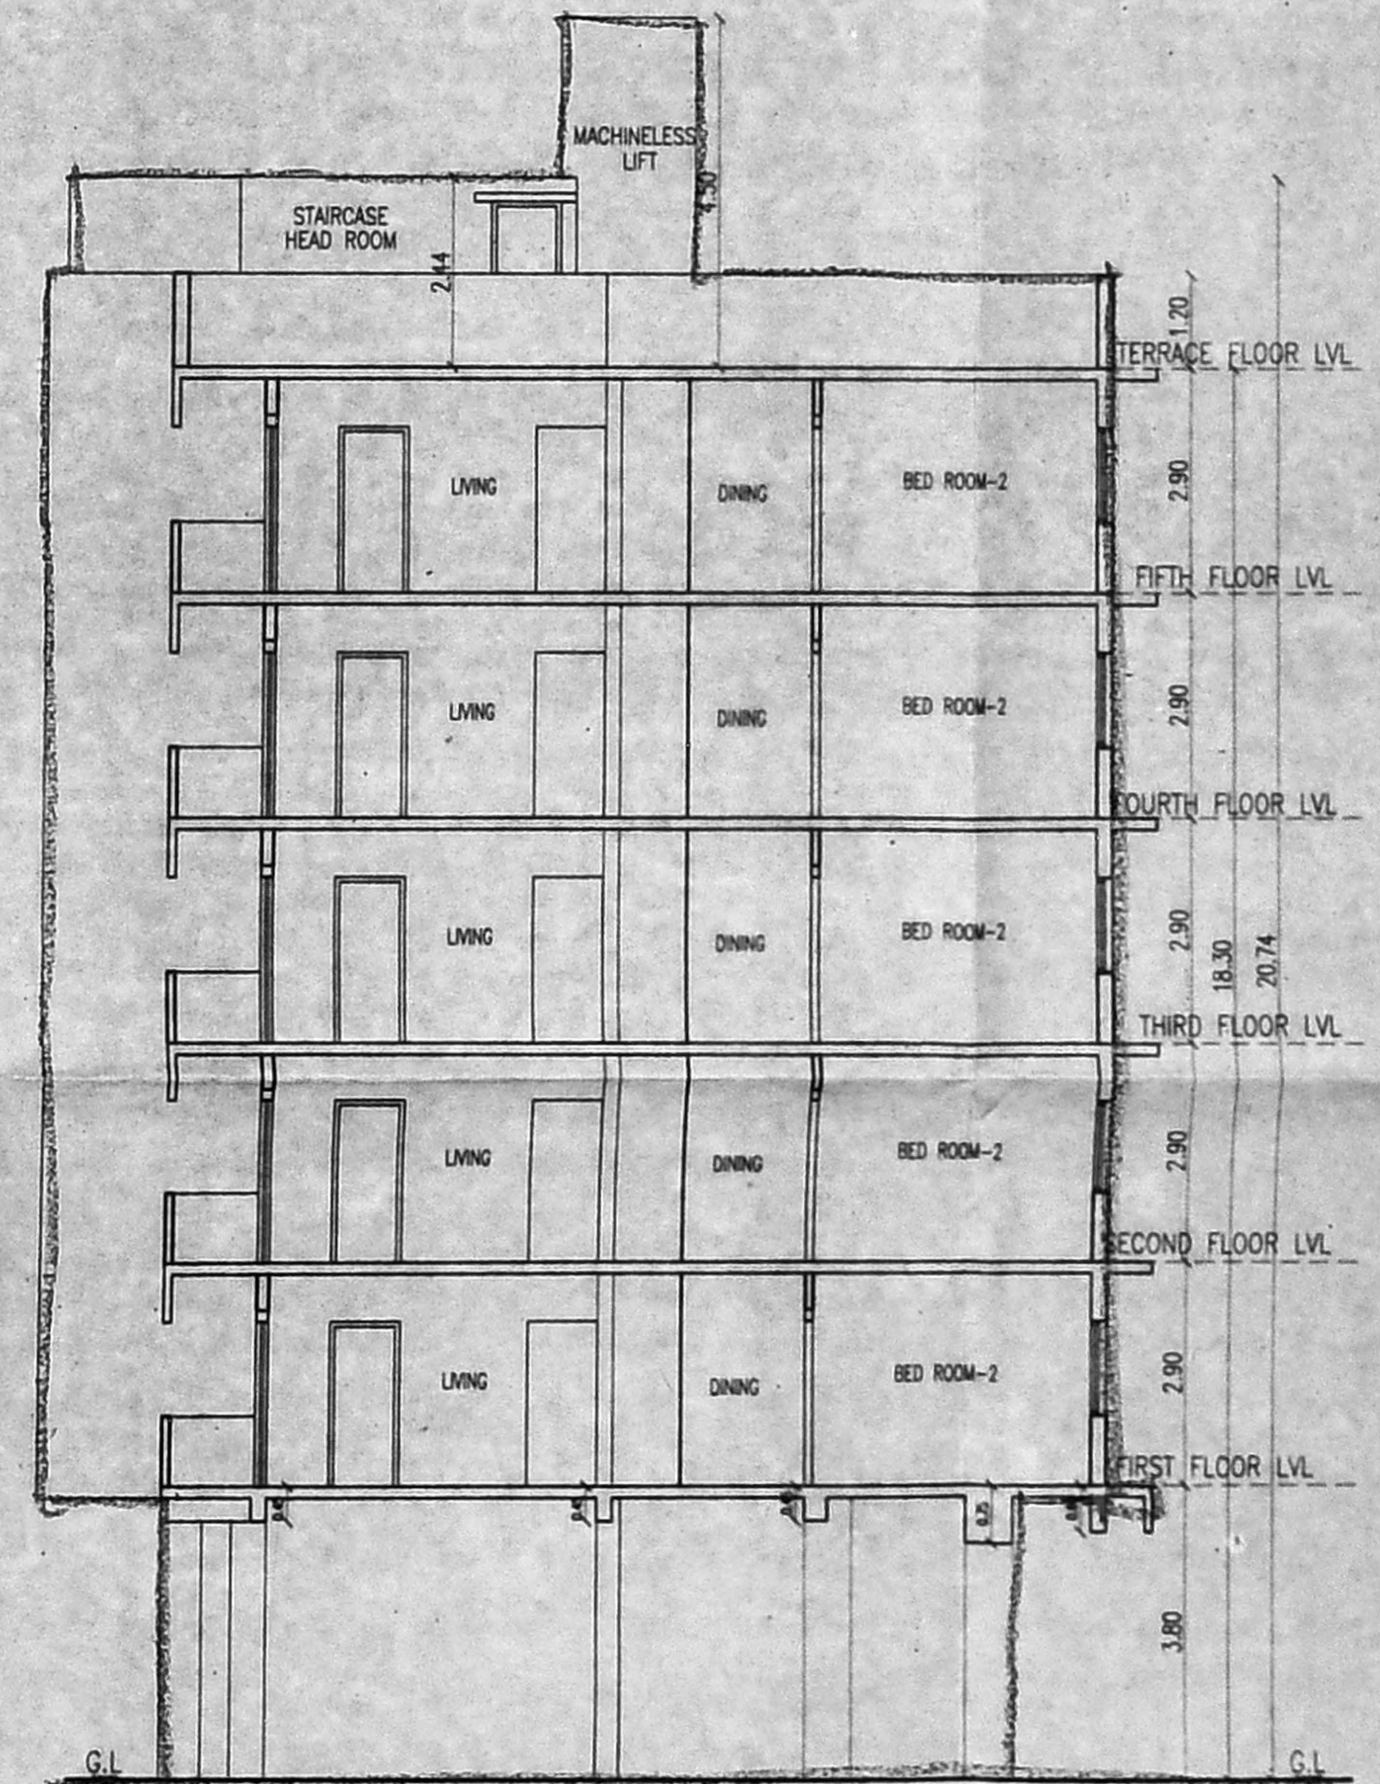 MACHINELESS
LIFT
4.50
STAIRCASE
HEAD ROOM
2.44
1.20
TERRACE FLOOR LVL
LIVING
DINING
BED ROOM-2
2.90
FIFTH FLOOR LVL
LIVING
DINING
BED ROOM-2
2.90
FOURTH FLOOR LVL
LIVING
DINING
BED ROOM-2
2.90
18.30
20.74
THIRD FLOOR LVL
LIVING
DINING
BED ROOM-2
2.90
SECOND FLOOR LVL
LIVING
DINING
BED ROOM-2
2.90
FIRST FLOOR LVL
3.80
G.L
G.L